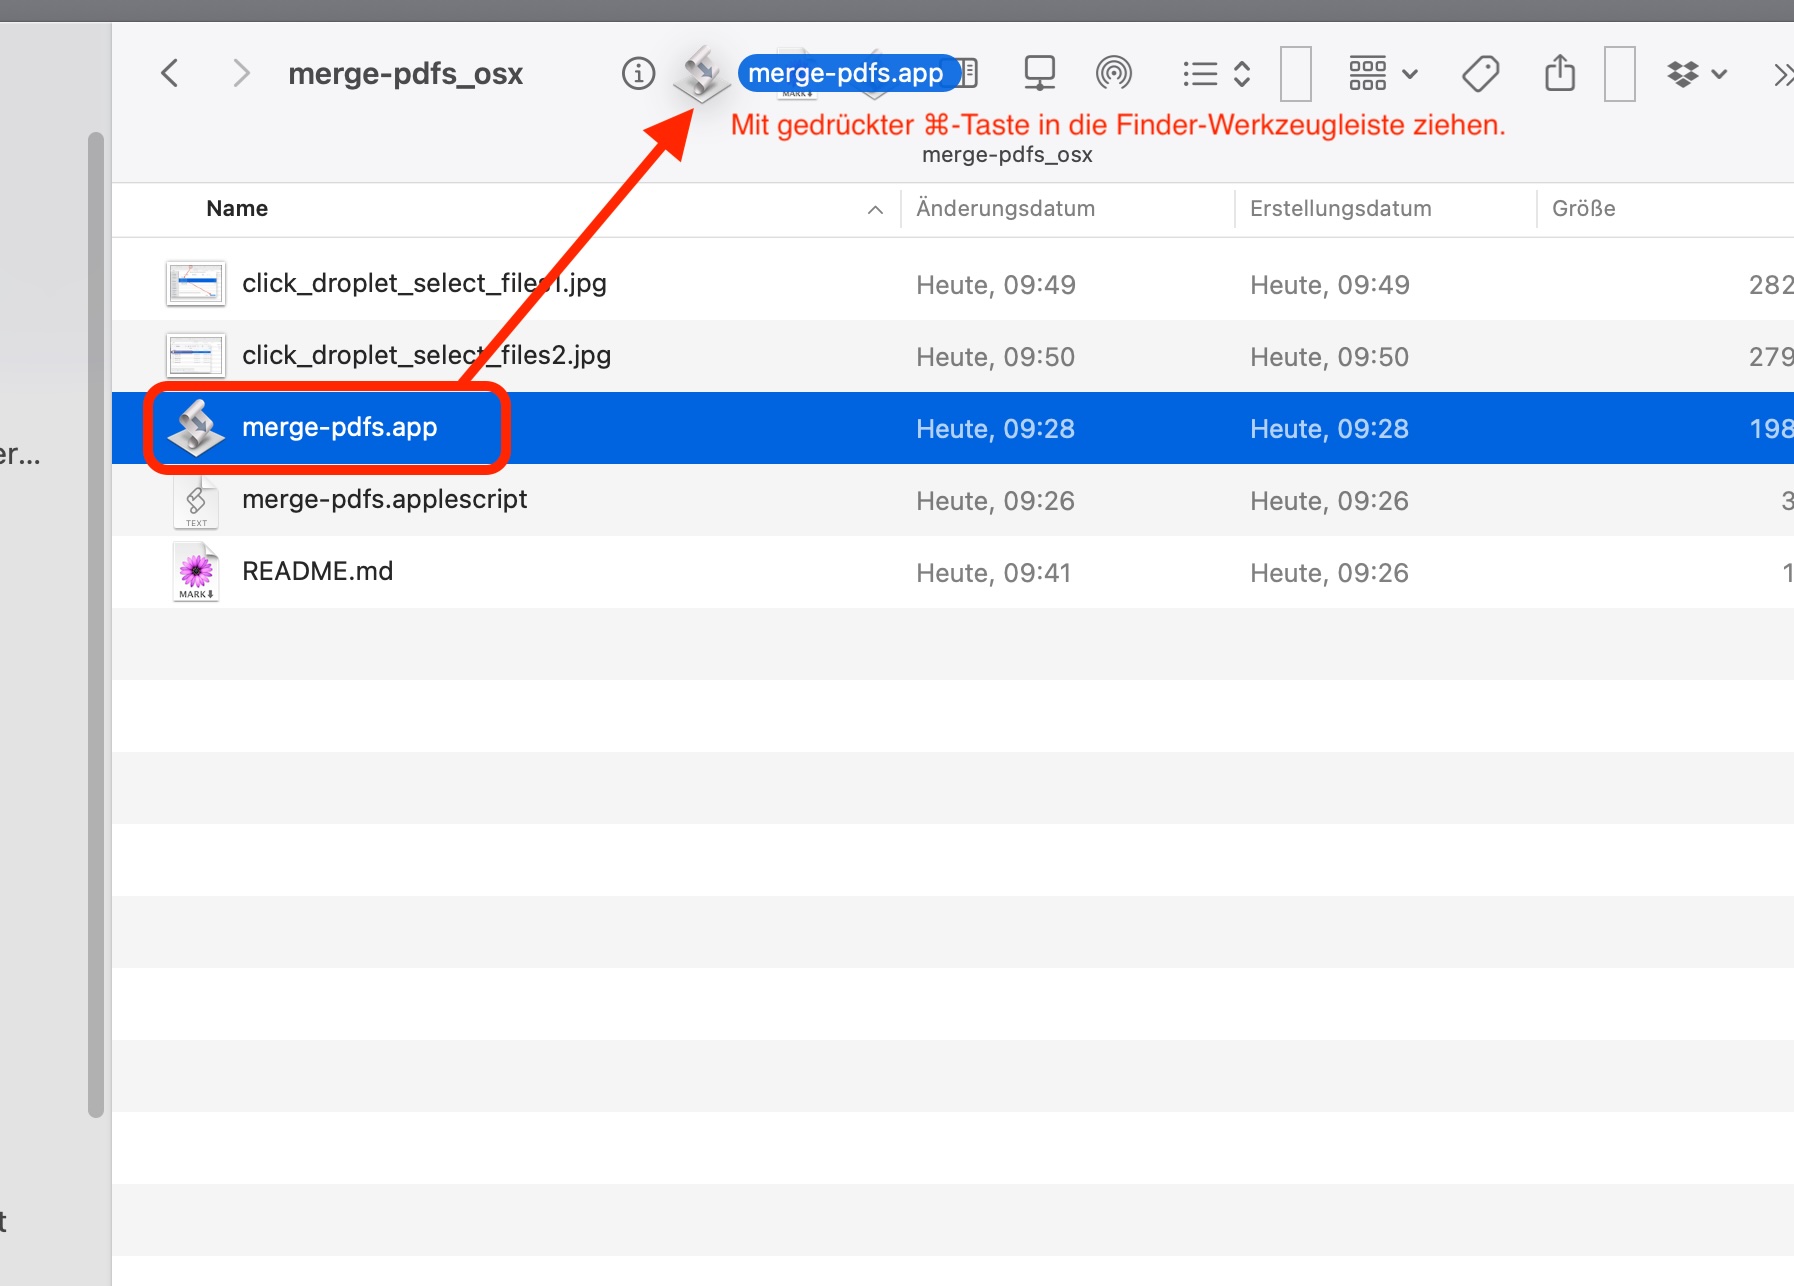 merge-pdfs_osx
merge-pdfs.app
MARK⬇
Mit gedrückter ⌘-Taste in die Finder-Werkzeugleiste ziehen.
merge-pdfs_osx
Name Änderungsdatum Erstellungsdatum Größe
click_droplet_select_files1.jpg Heute, 09:49 Heute, 09:49 282
click_droplet_select_files2.jpg Heute, 09:50 Heute, 09:50 279
er...
merge-pdfs.app Heute, 09:28 Heute, 09:28 198
merge-pdfs.applescript Heute, 09:26 Heute, 09:26 3
TEXT
README.md Heute, 09:41 Heute, 09:26 1
MARK⬇
t